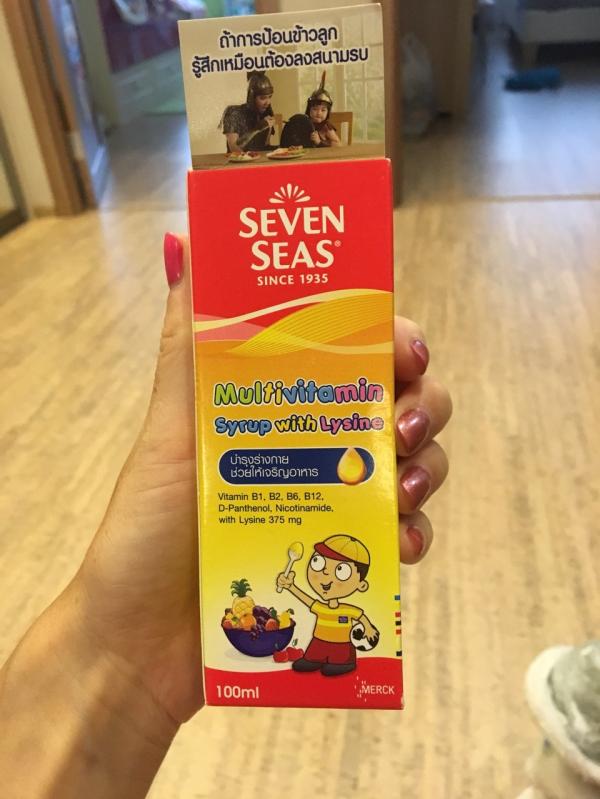 ถ้าการป้อนข้าวลูก
รู้สึกเหมือนต้องลงสนามรบ
SEVEN
SEAS®
SINCE 1935
Multivitamin
Syrup with Lysine
บำรุงร่างกาย
ช่วยให้เจริญอาหาร
Vitamin B1, B2, B6, B12,
D-Panthenol, Nicotinamide,
with Lysine 375 mg
100ml
MERCK